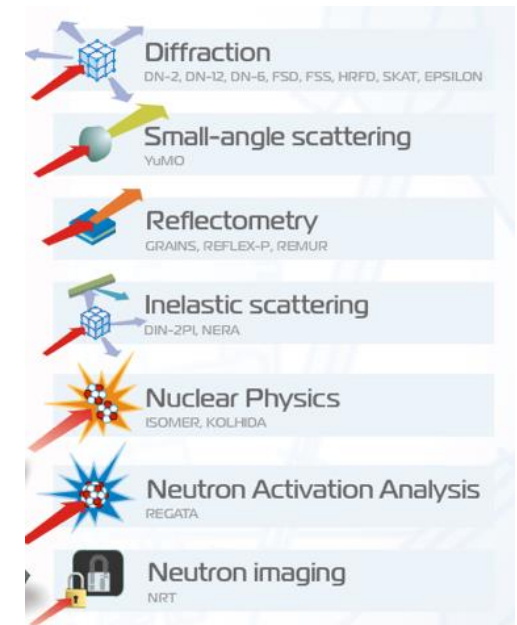 Diffraction
DN-2, DN-12, DN-6, FSD, FSS, HRFD, SKAT, EPSILON
Small-angle scattering
YuMO
Reflectometry
GRAINS, REFLEX-P, REMUR
Inelastic scattering
DIN-2PI, NERA
Nuclear Physics
ISOMER, KOLHIDA
Neutron Activation Analysis
REGATA
Neutron imaging
NRT